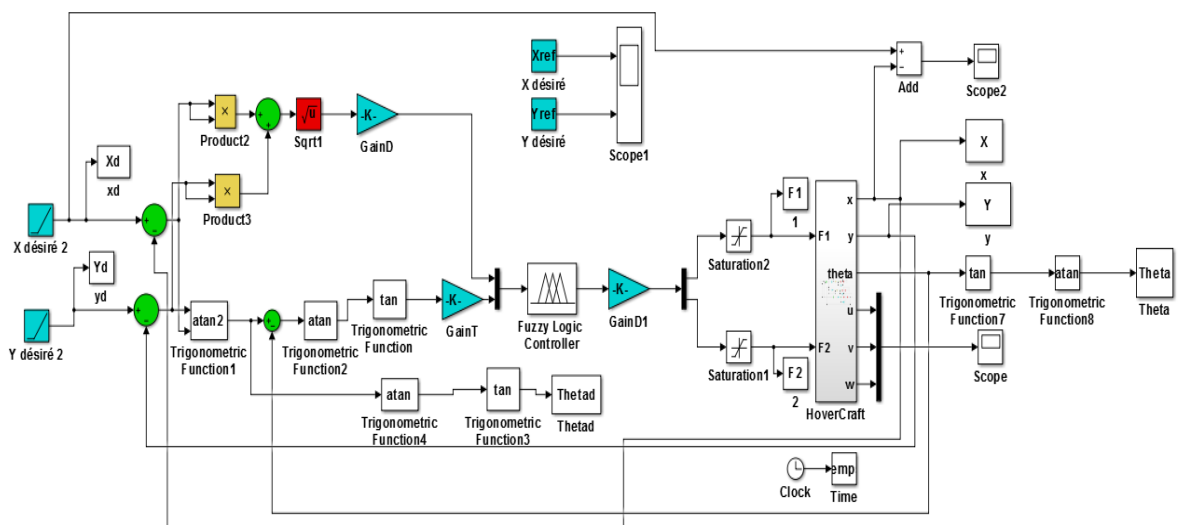 Xref
X désiré
Yref
Y désiré
Scope1
+
−
Add
Scope2
×
Product2
+
+
√u
Sqrt1
-K-
GainD
Xd
xd
×
Product3
X désiré 2
+
−
Yd
yd
Y désiré 2
+
−
atan2
Trigonometric
Function1
+
−
atan
Trigonometric
Function2
tan
Trigonometric
Function
-K-
GainT
Fuzzy Logic
Controller
-K-
GainD1
Saturation2
Saturation1
F1
1
F2
2
F1
F2
x
y
theta
u
v
w
HoverCraft
X
x
Y
y
tan
Trigonometric
Function7
atan
Trigonometric
Function8
Theta
Theta
Scope
atan
Trigonometric
Function4
tan
Trigonometric
Function3
Thetad
Thetad
Clock
emp
Time